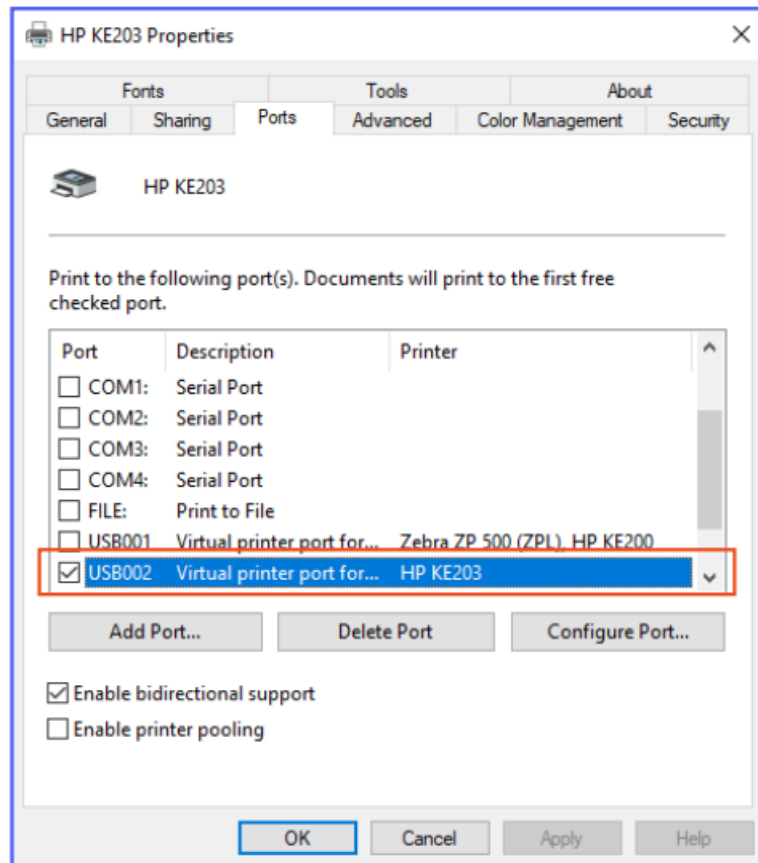 HP KE203 Properties
Fonts Tools About
General Sharing Ports Advanced Color Management Security
HP KE203
Print to the following port(s). Documents will print to the first free
checked port.
Port Description Printer
COM1: Serial Port
COM2: Serial Port
COM3: Serial Port
COM4: Serial Port
FILE: Print to File
USB001 Virtual printer port for... Zebra ZP 500 (ZPL), HP KE200
USB002 Virtual printer port for... HP KE203
Add Port... Delete Port Configure Port...
Enable bidirectional support
Enable printer pooling
OK Cancel Apply Help